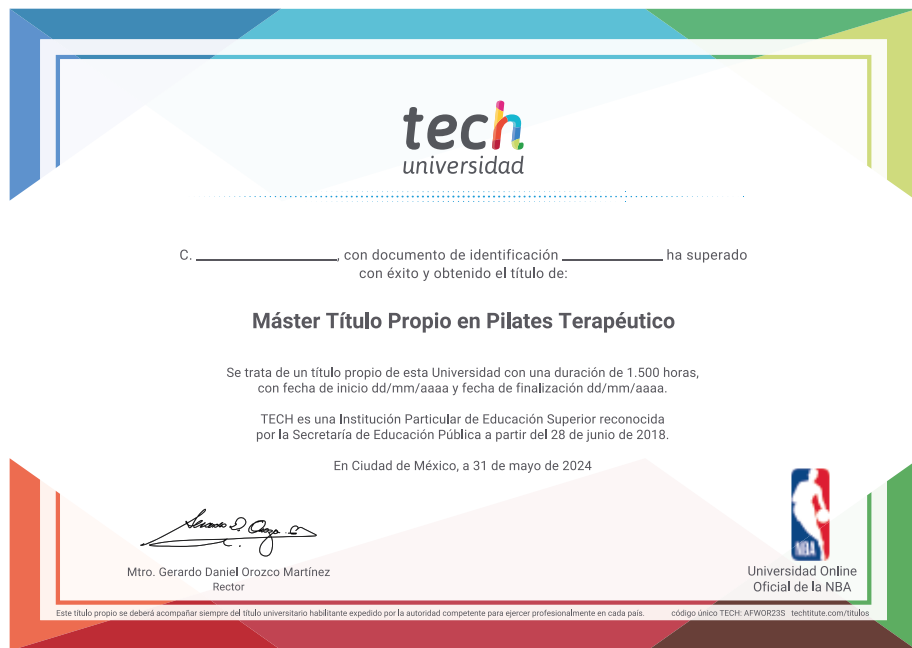 tech
universidad
C. ________________, con documento de identificación ____________ ha superado
con éxito y obtenido el título de:
Máster Título Propio en Pilates Terapéutico
Se trata de un título propio de esta Universidad con una duración de 1.500 horas,
con fecha de inicio dd/mm/aaaa y fecha de finalización dd/mm/aaaa.
TECH es una Institución Particular de Educación Superior reconocida
por la Secretaría de Educación Pública a partir del 28 de junio de 2018.
En Ciudad de México, a 31 de mayo de 2024
Mtro. Gerardo Daniel Orozco Martínez
Rector
NBA
Universidad Online
Oficial de la NBA
Este título propio se deberá acompañar siempre del título universitario habilitante expedido por la autoridad competente para ejercer profesionalmente en cada país. código único TECH: AFWOR23S techtitute.com/titulos